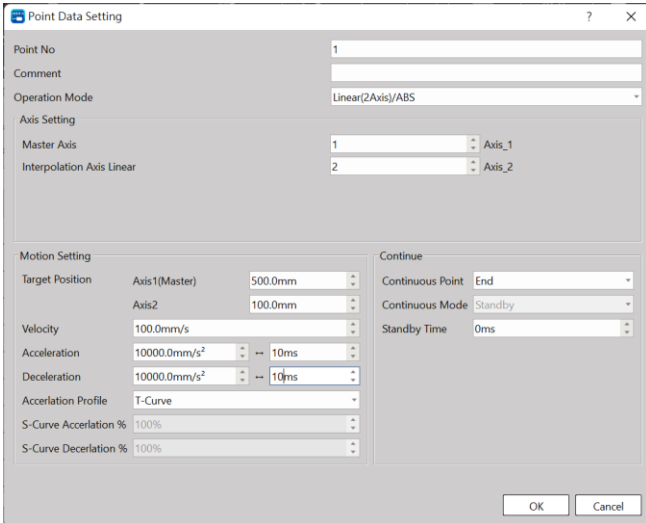 Point Data Setting ? ×
Point No 1
Comment
Operation Mode Linear(2Axis)/ABS
Axis Setting
Master Axis 1 Axis_1
Interpolation Axis Linear 2 Axis_2
Motion Setting Continue
Target Position Axis1(Master) 500.0mm Continuous Point End
Axis2 100.0mm Continuous Mode Standby
Velocity 100.0mm/s Standby Time 0ms
Acceleration 10000.0mm/s² ↔ 10ms
Deceleration 10000.0mm/s² ↔ 10ms
Accerlation Profile T-Curve
S-Curve Accerlation % 100%
S-Curve Decerlation % 100%
OK Cancel